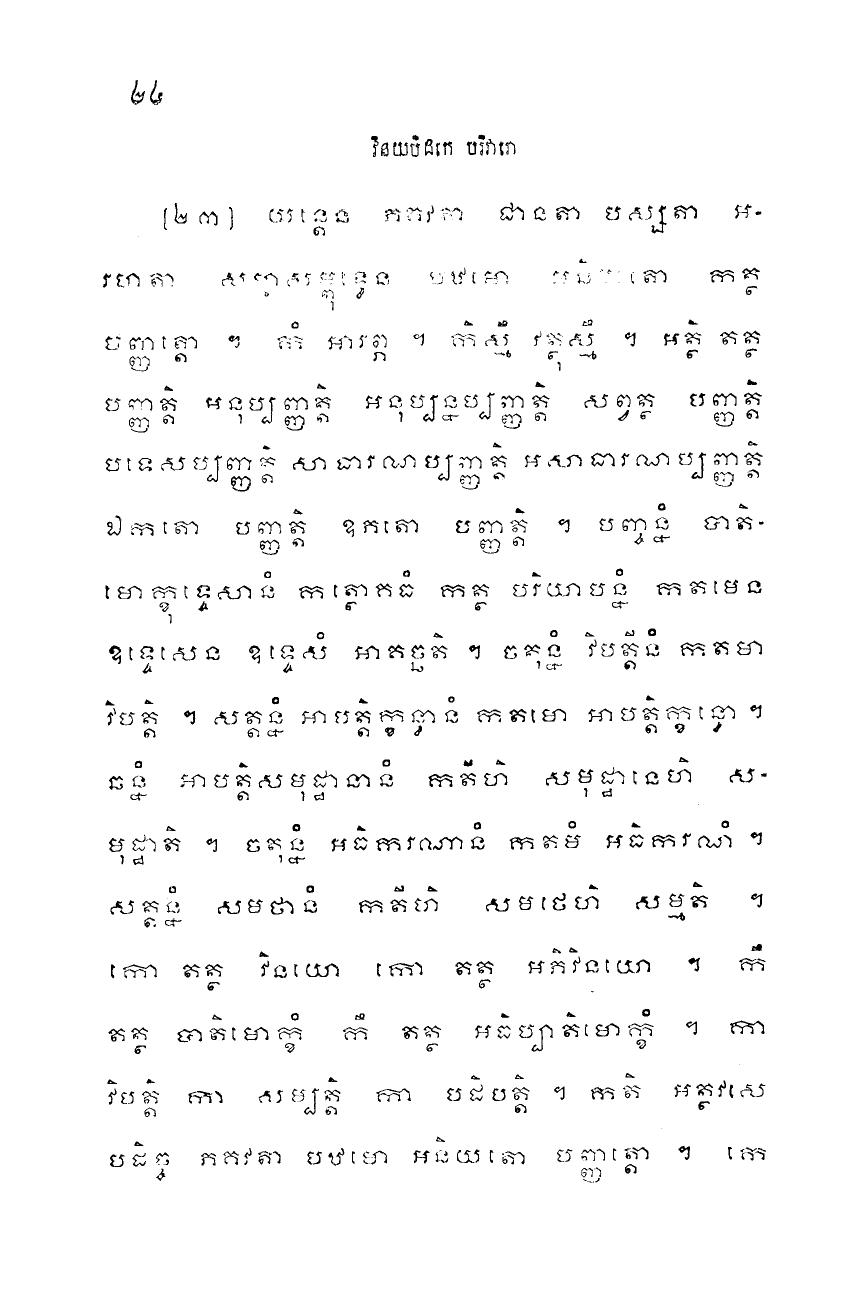 ២៤
វិនយបិដកេ បរិវារោ
[២៣] យន្តេន ភគវតា ជានតា បស្សតា អ-
រហតា សម្មាសម្ពុទ្ធេន បឋមោ អនិយតោ កត្ថ
បញ្ញត្តោ ។ កំ អារព្ភ ។ កិស្មឹ វត្ថុស្មឹ ។ អត្ថិ តត្ថ
បញ្ញត្តិ អនុប្បញ្ញត្តិ អនុប្បន្នប្បញ្ញត្តិ សព្វត្ថ បញ្ញត្តិ
បទេសប្បញ្ញត្តិ សាធារណប្បញ្ញត្តិ អសាធារណប្បញ្ញត្តិ
ឯកតោ បញ្ញត្តិ ឧភតោ បញ្ញត្តិ ។ បញ្ចន្នំ បាតិ-
មោក្ខុទ្ទេសានំ កត្ថោគធំ កត្ថ បរិយាបន្នំ កតមេន
ឧទ្ទេសេន ឧទ្ទេសំ អាគច្ឆតិ ។ ចតុន្នំ វិបត្តីនំ កតមា
វិបត្តិ ។ សត្តន្នំ អាបត្តិក្ខន្ធានំ កតមោ អាបត្តិក្ខន្ធោ ។
ឆន្នំ អាបត្តិសមុដ្ឋានានំ កតីហិ សមុដ្ឋានេហិ ស-
មុដ្ឋាតិ ។ ចតុន្នំ អធិករណានំ កតមំ អធិករណំ ។
សត្តន្នំ សមថានំ កតីហិ សមថេហិ សម្មតិ ។
កោ តត្ថ វិនយោ កោ តត្ថ អភិវិនយោ ។ កឹ
តត្ថ បាតិមោក្ខំ កឹ តត្ថ អធិប្បាតិមោក្ខំ ។ កា
វិបត្តិ កា សម្បត្តិ កា បដិបត្តិ ។ កតិ អត្ថវសេ
បដិច្ច ភគវតា បឋមោ អនិយតោ បញ្ញត្តោ ។ កេ